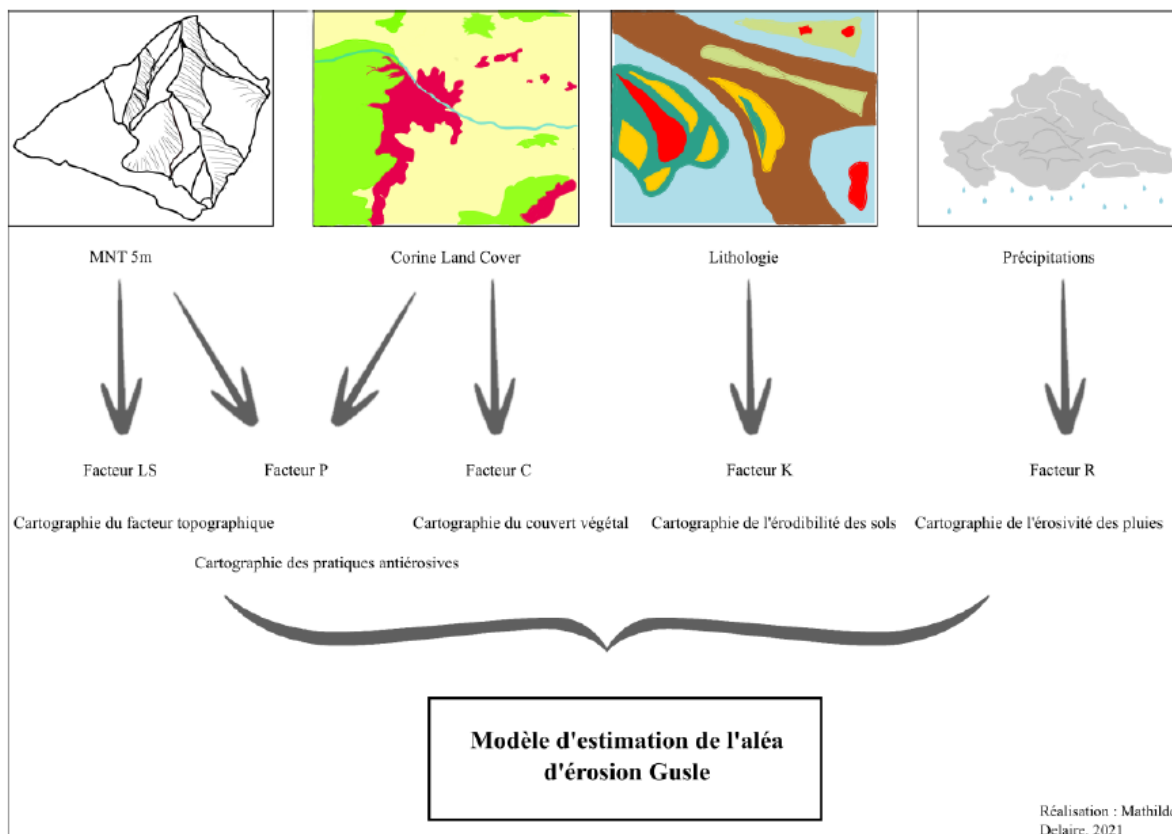 MNT 5m
Corine Land Cover
Lithologie
Précipitations
Facteur LS
Facteur P
Facteur C
Facteur K
Facteur R
Cartographie du facteur topographique
Cartographie du couvert végétal
Cartographie de l'érodibilité des sols
Cartographie de l'érosivité des pluies
Cartographie des pratiques antiérosives
Modèle d'estimation de l'aléa
d'érosion Gusle
Réalisation : Mathilde
Delaire, 2021